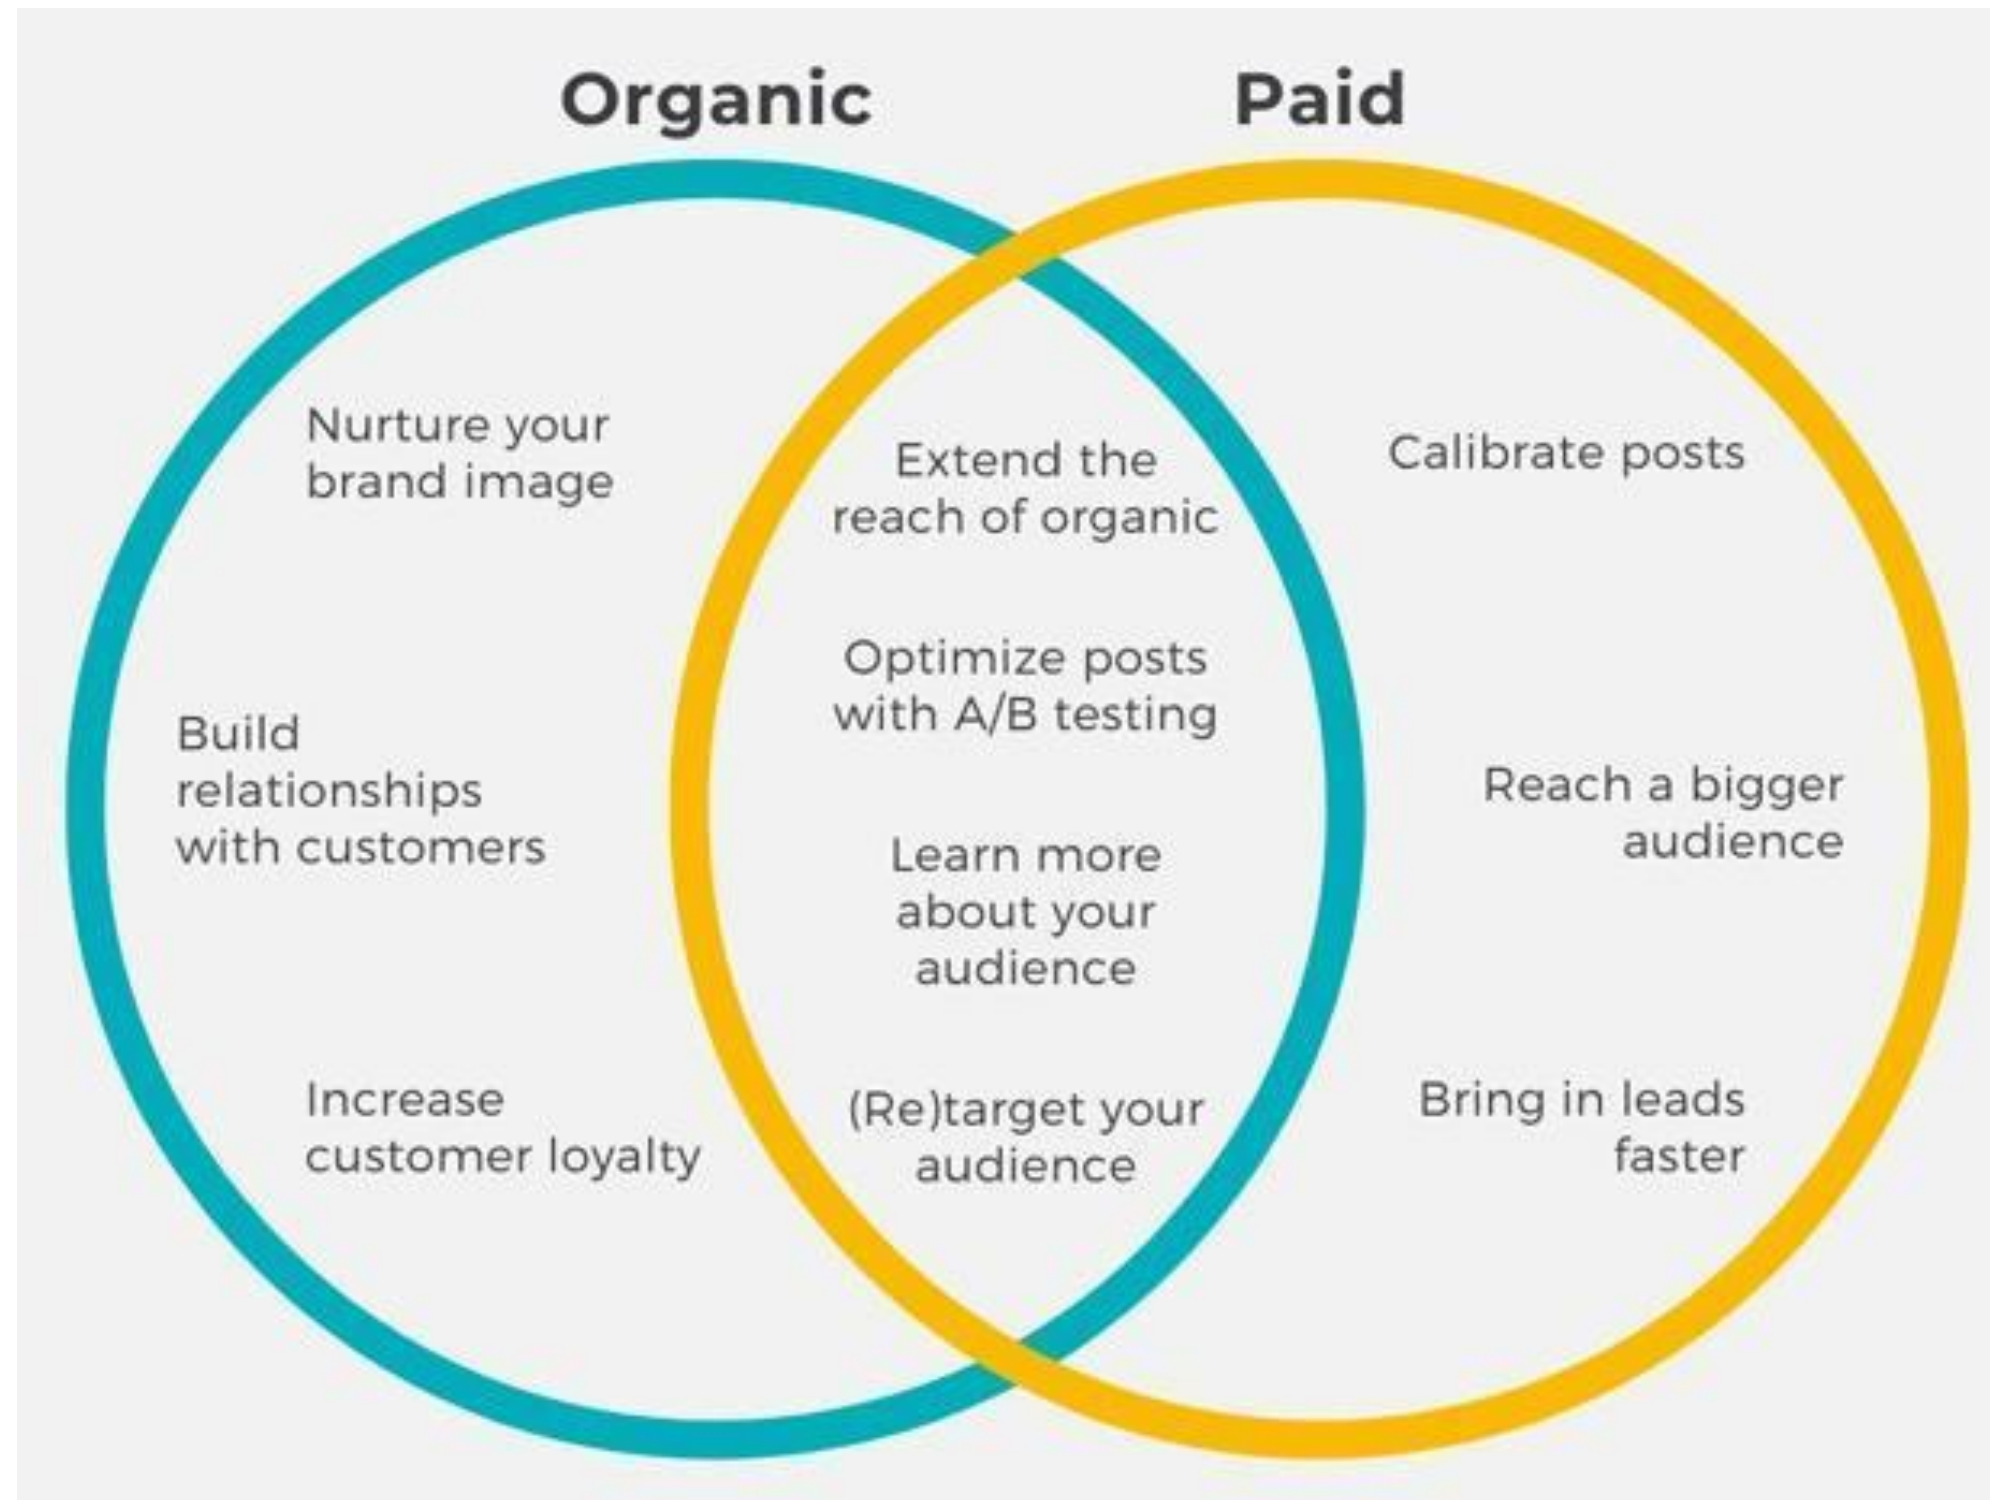 Organic
Paid
Nurture your
brand image
Build
relationships
with customers
Increase
customer loyalty
Extend the
reach of organic
Optimize posts
with A/B testing
Learn more
about your
audience
(Re)target your
audience
Calibrate posts
Reach a bigger
audience
Bring in leads
faster